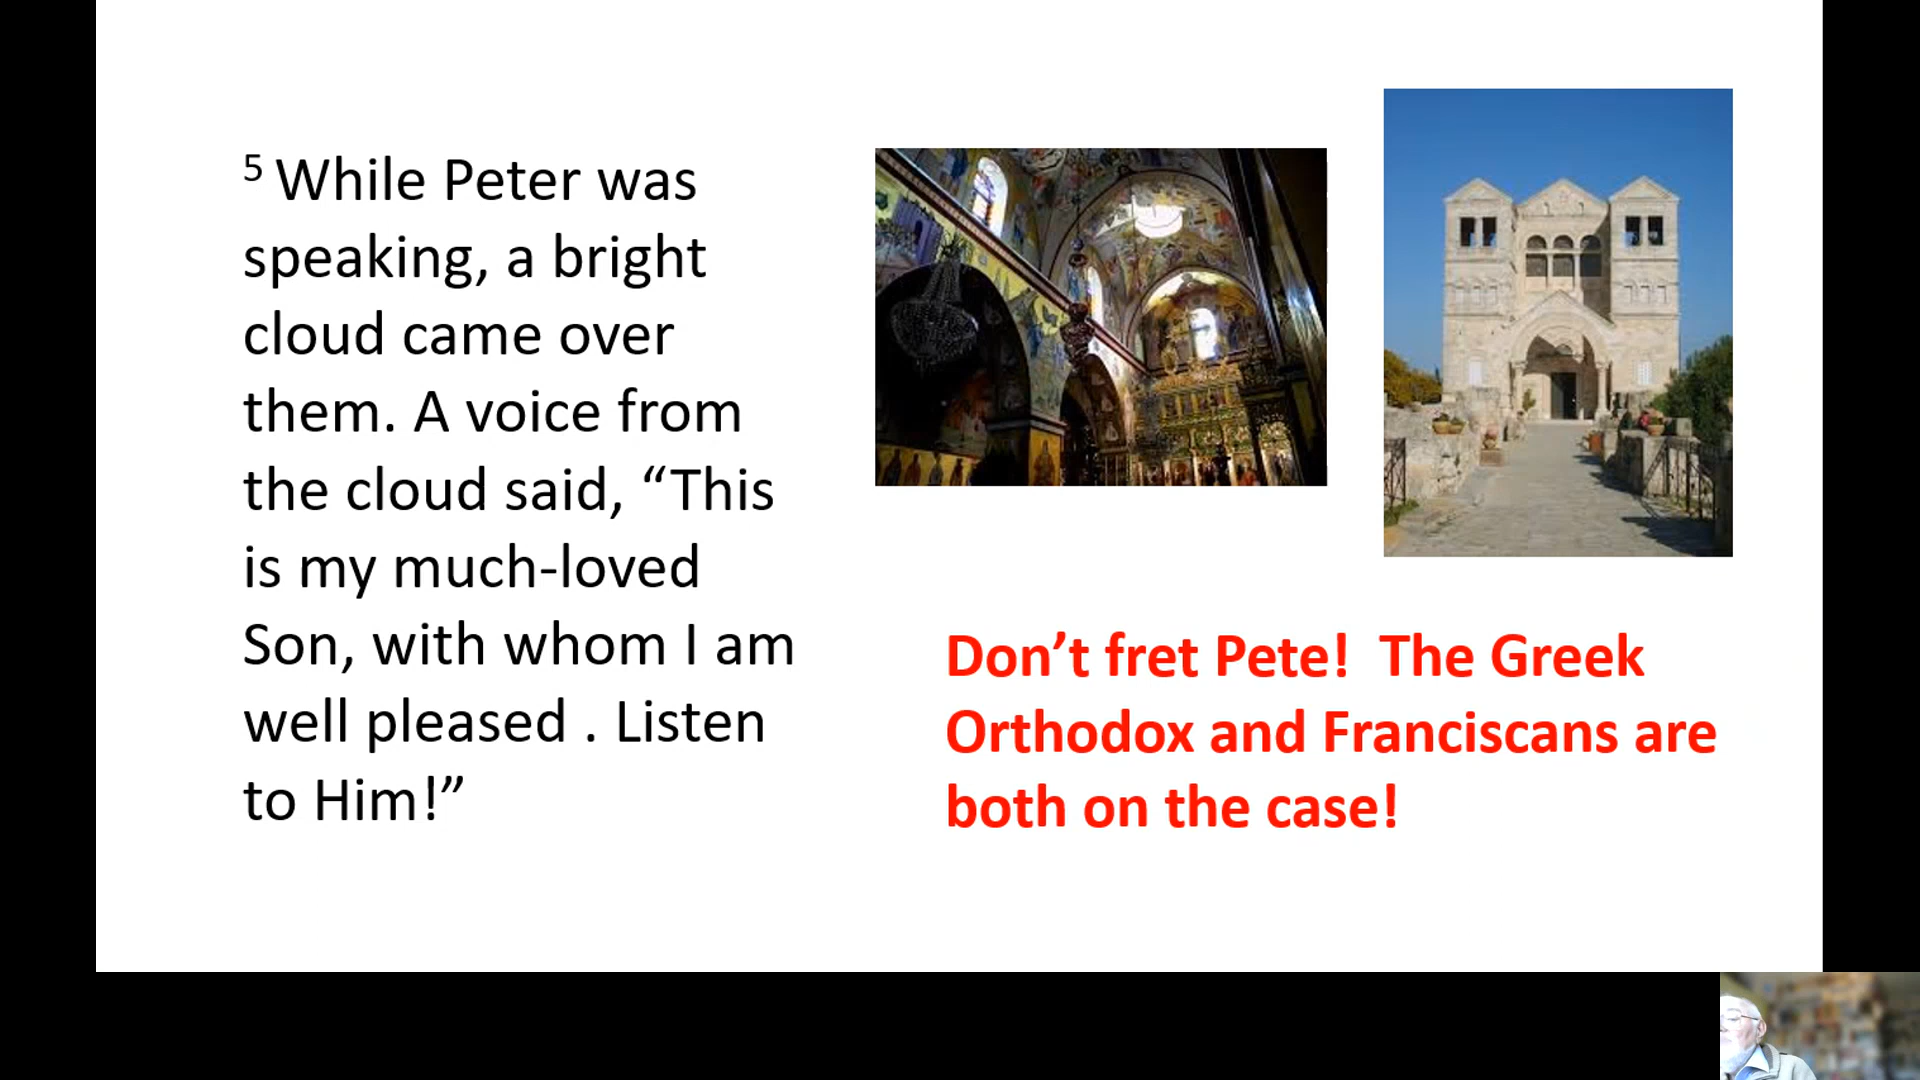 5 While Peter was
speaking, a bright
cloud came over
them. A voice from
the cloud said, “This
is my much-loved
Son, with whom I am
well pleased . Listen
to Him!”
Don’t fret Pete!  The Greek
Orthodox and Franciscans are
both on the case!